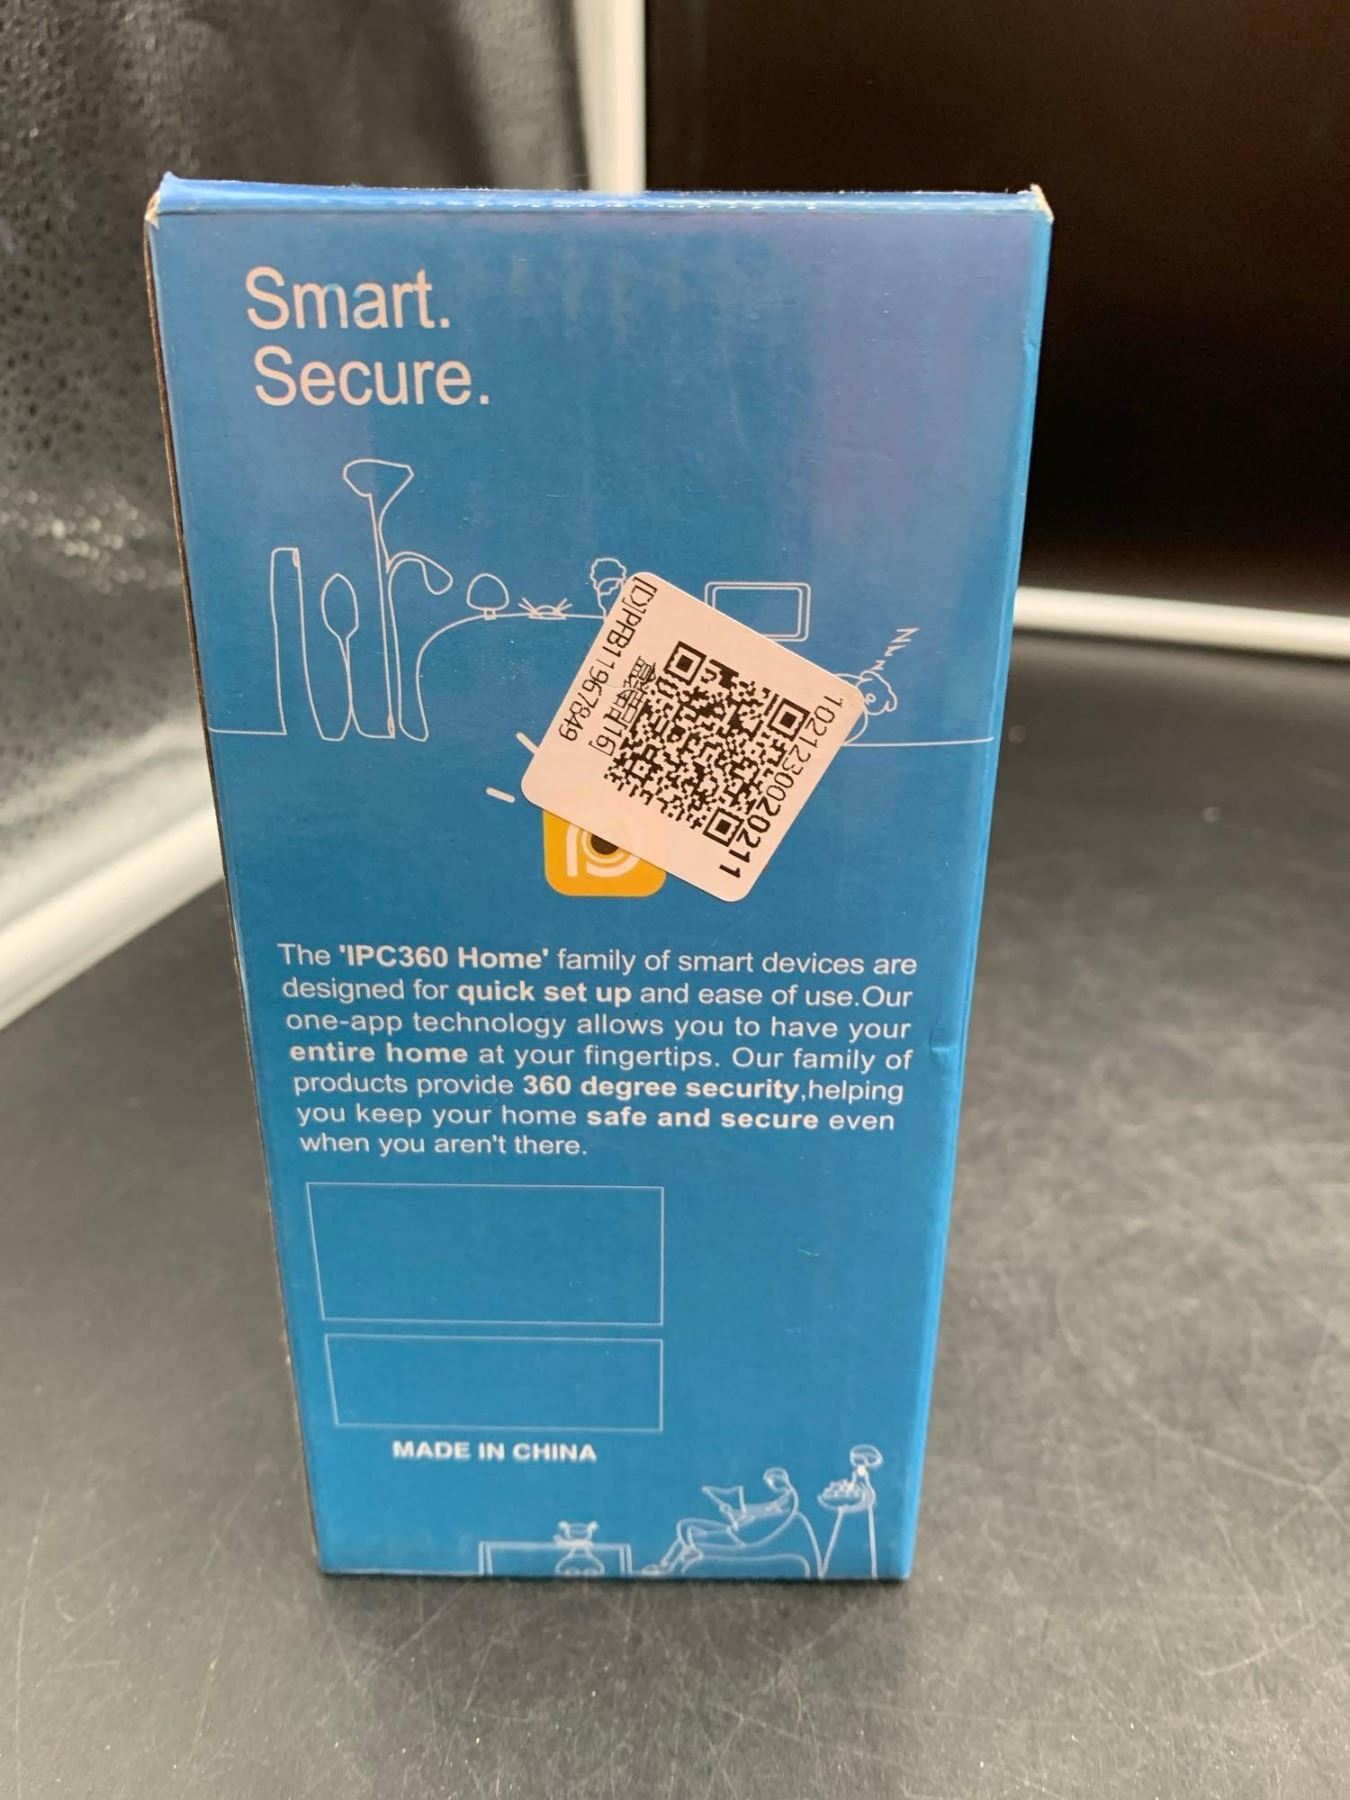 Smart.
Secure.
[D]PFB11967849
1021230020211
The 'IPC360 Home' family of smart devices are
designed for quick set up and ease of use.Our
one-app technology allows you to have your
entire home at your fingertips. Our family of
products provide 360 degree security,helping
you keep your home safe and secure even
when you aren't there.
MADE IN CHINA